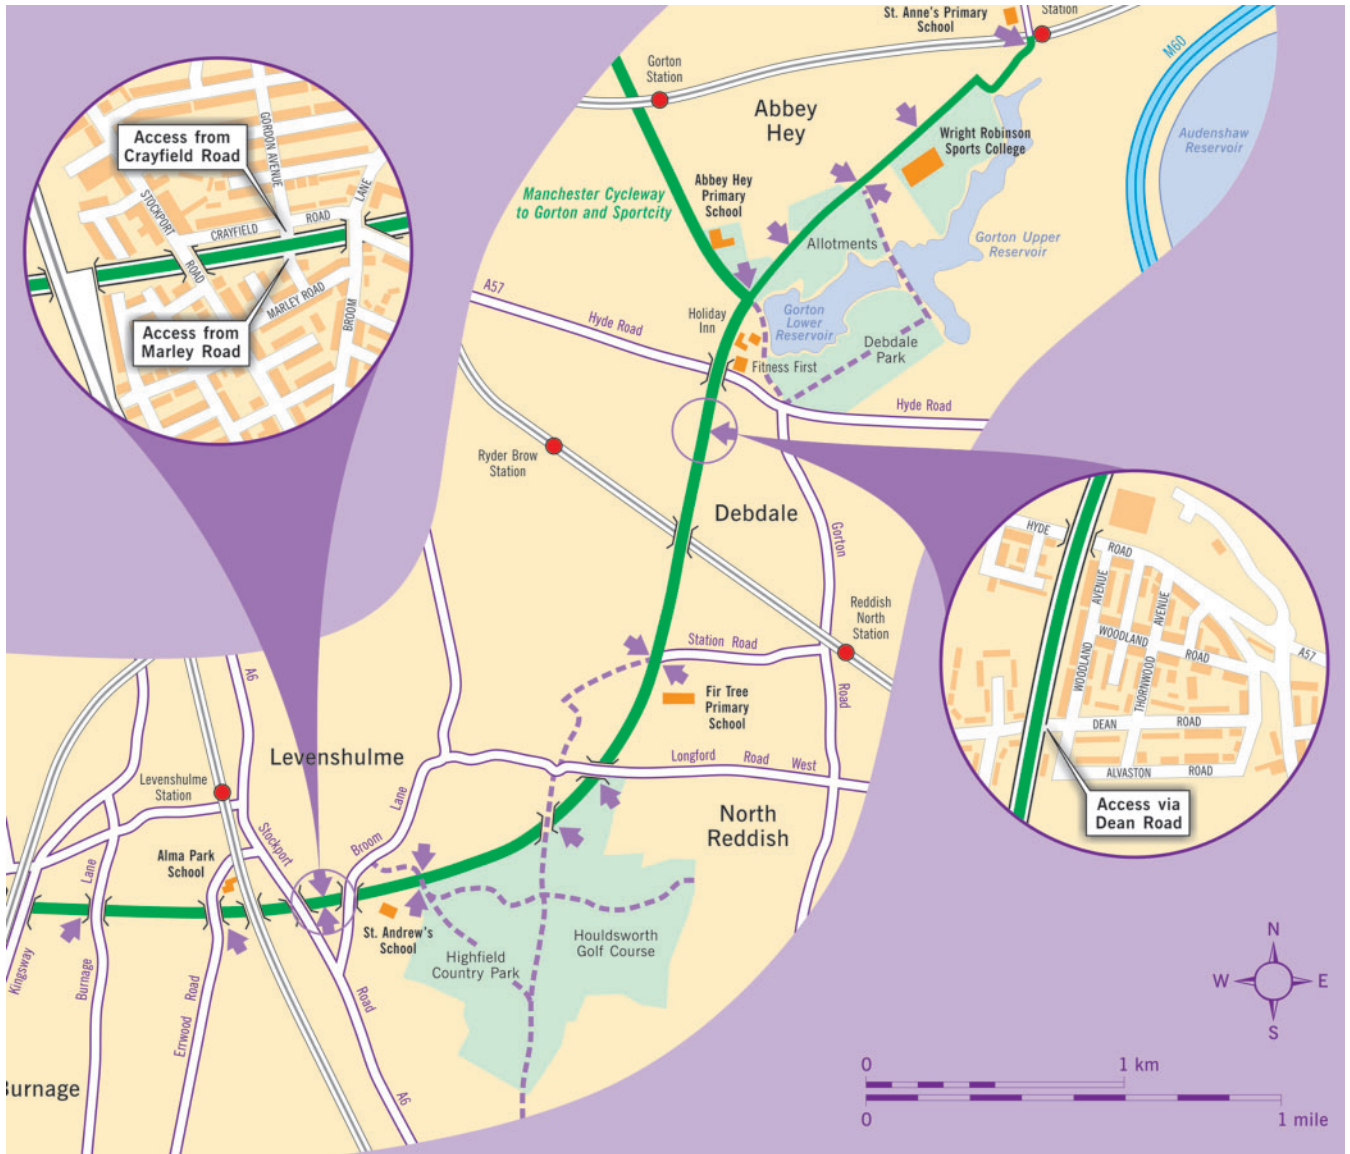 St. Anne's Primary
School
Station
M60
Gorton
Station
Abbey
Hey
Audenshaw
Reservoir
Wright Robinson
Sports College
Access from
Crayfield Road
GORDON AVENUE
LANE
STOCKPORT
ROAD
CRAYFIELD
ROAD
MARLEY ROAD
BROOM
Access from
Marley Road
Abbey Hey
Primary
School
Manchester Cycleway
to Gorton and Sportcity
Allotments
Gorton Upper
Reservoir
A57
Hyde Road
Holiday
Inn
Gorton
Lower
Reservoir
Debdale
Park
Fitness First
Hyde Road
Ryder Brow
Station
Debdale
Gorton
Road
Reddish
North
Station
Station Road
Fir Tree
Primary
School
HYDE
ROAD
AVENUE
WOODLAND
AVENUE
THORNWOOD
WOODLAND
ROAD
A57
DEAN
ROAD
ALVASTON
ROAD
Access via
Dean Road
A6
Levenshulme
Levenshulme
Station
Longford Road West
North
Reddish
Stockport
Road
Broom
Lane
Alma Park
School
Lane
Burnage
Kingsway
Errwood
Road
St. Andrew's
School
Highfield
Country Park
Houldsworth
Golf Course
A6
N
W
E
S
0
1 km
0
1 mile